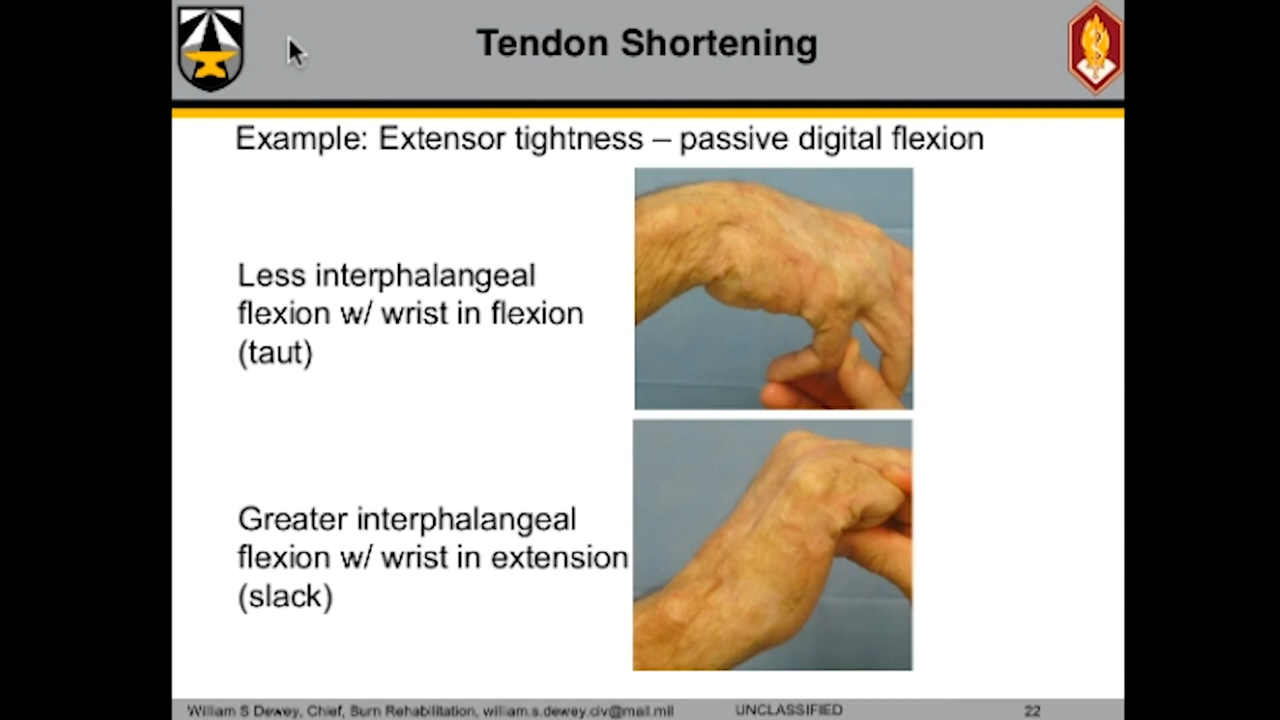 Tendon Shortening
Example: Extensor tightness – passive digital flexion
Less interphalangeal
flexion w/ wrist in flexion
(taut)
Greater interphalangeal
flexion w/ wrist in extension
(slack)
William S Dewey, Chief, Burn Rehabilitation, william.s.dewey.civ@mail.mil
UNCLASSIFIED
22